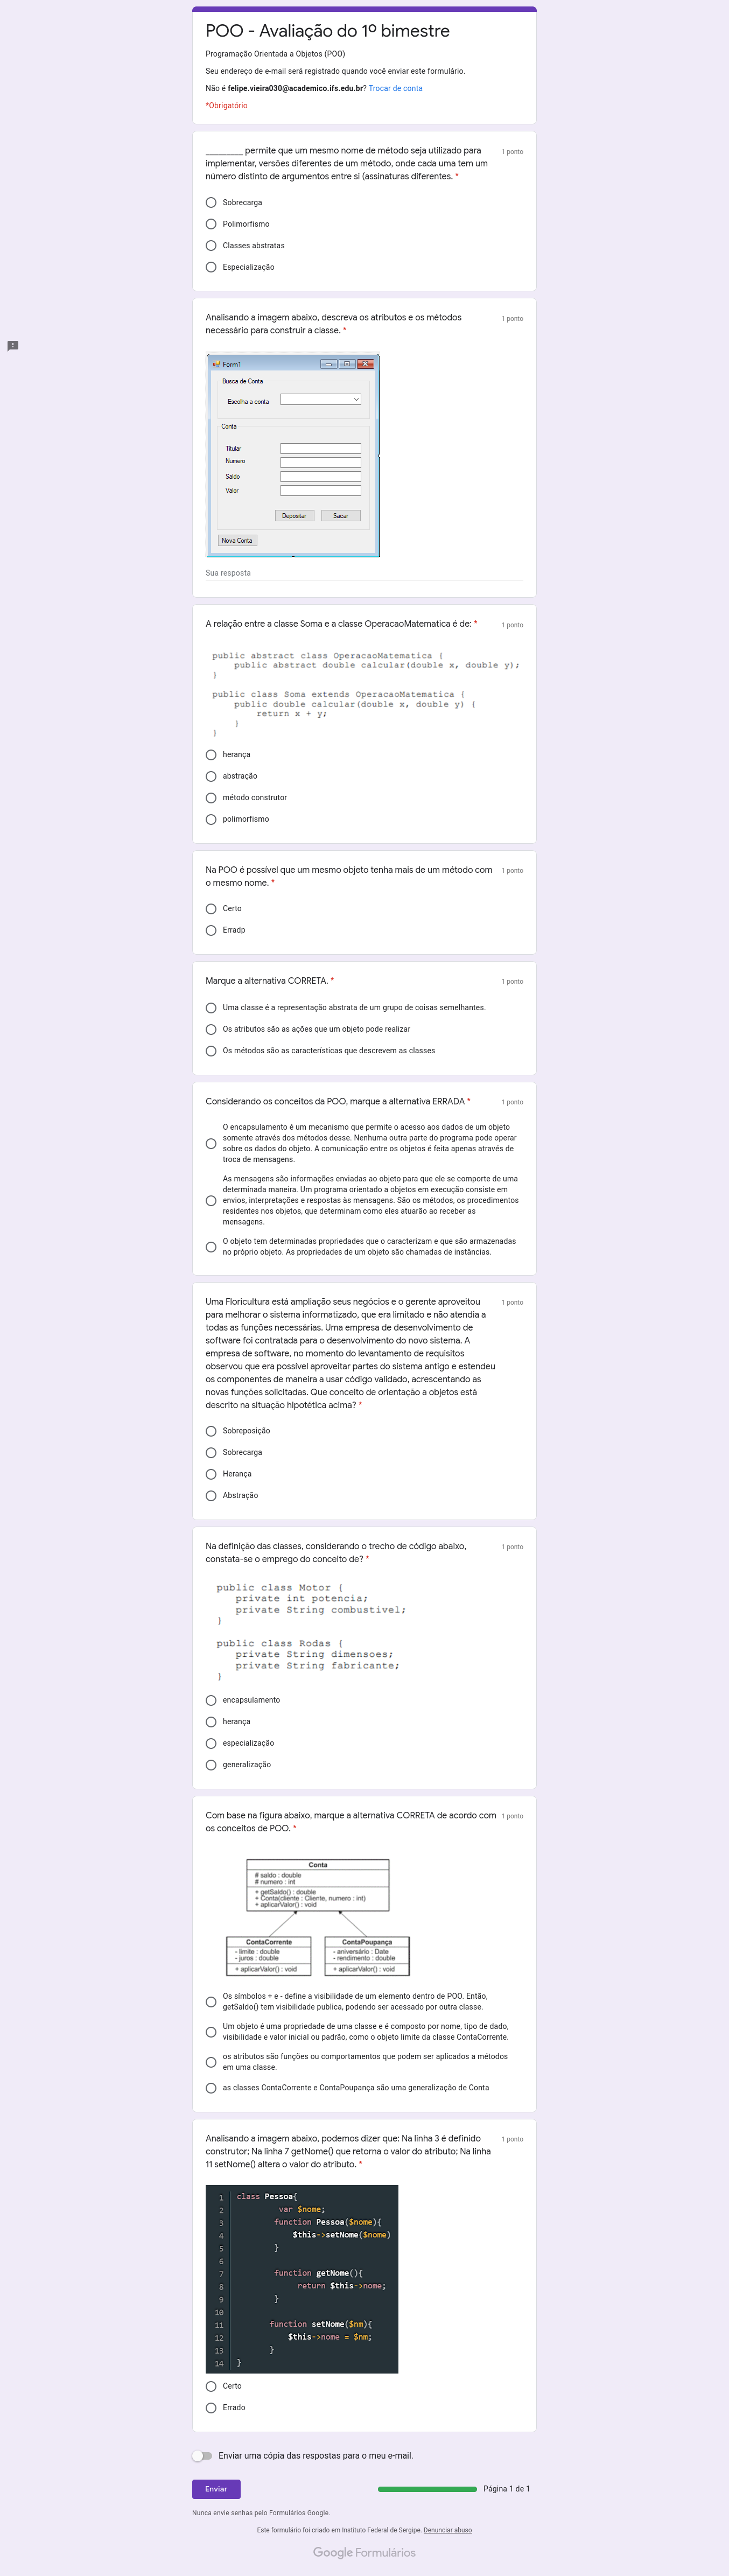 POO - Avaliação do 1º bimestre
Programação Orientada a Objetos (POO)
Seu endereço de e-mail será registrado quando você enviar este formulário.
Não é felipe.vieira030@academico.ifs.edu.br? Trocar de conta
*Obrigatório
________ permite que um mesmo nome de método seja utilizado para
implementar, versões diferentes de um método, onde cada uma tem um
número distinto de argumentos entre si (assinaturas diferentes. *
1 ponto
Sobrecarga
Polimorfismo
Classes abstratas
Especialização
Analisando a imagem abaixo, descreva os atributos e os métodos
necessário para construir a classe. *
1 ponto
Form1
Busca de Conta
Escolha a conta
Conta
Titular
Numero
Saldo
Valor
Depositar Sacar
Nova Conta
Sua resposta
A relação entre a classe Soma e a classe OperacaoMatematica é de: *
1 ponto
public abstract class OperacaoMatematica {
public abstract double calcular(double x, double y);
}
public class Soma extends OperacaoMatematica {
public double calcular(double x, double y) {
return x + y;
}
}
herança
abstração
método construtor
polimorfismo
Na POO é possível que um mesmo objeto tenha mais de um método com
o mesmo nome. *
1 ponto
Certo
Erradp
Marque a alternativa CORRETA. *
1 ponto
Uma classe é a representação abstrata de um grupo de coisas semelhantes.
Os atributos são as ações que um objeto pode realizar
Os métodos são as características que descrevem as classes
Considerando os conceitos da POO, marque a alternativa ERRADA *
1 ponto
O encapsulamento é um mecanismo que permite o acesso aos dados de um objeto
somente através dos métodos desse. Nenhuma outra parte do programa pode operar
sobre os dados do objeto. A comunicação entre os objetos é feita apenas através de
troca de mensagens.
As mensagens são informações enviadas ao objeto para que ele se comporte de uma
determinada maneira. Um programa orientado a objetos em execução consiste em
envios, interpretações e respostas às mensagens. São os métodos, os procedimentos
residentes nos objetos, que determinam como eles atuarão ao receber as
mensagens.
O objeto tem determinadas propriedades que o caracterizam e que são armazenadas
no próprio objeto. As propriedades de um objeto são chamadas de instâncias.
Uma Floricultura está ampliação seus negócios e o gerente aproveitou
para melhorar o sistema informatizado, que era limitado e não atendia a
todas as funções necessárias. Uma empresa de desenvolvimento de
software foi contratada para o desenvolvimento do novo sistema. A
empresa de software, no momento do levantamento de requisitos
observou que era possível aproveitar partes do sistema antigo e estendeu
os componentes de maneira a usar código validado, acrescentando as
novas funções solicitadas. Que conceito de orientação a objetos está
descrito na situação hipotética acima? *
1 ponto
Sobreposição
Sobrecarga
Herança
Abstração
Na definição das classes, considerando o trecho de código abaixo,
constata-se o emprego do conceito de? *
1 ponto
public class Motor {
private int potencia;
private String combustivel;
}
public class Rodas {
private String dimensoes;
private String fabricante;
}
encapsulamento
herança
especialização
generalização
Com base na figura abaixo, marque a alternativa CORRETA de acordo com
os conceitos de POO. *
1 ponto
Conta
# saldo : double
# numero : int
+ getSaldo() : double
+ Conta(cliente : Cliente, numero : int)
+ aplicarValor() : void
ContaCorrente
- limite : double
- juros : double
+ aplicarValor() : void
ContaPoupança
- aniversário : Date
- rendimento : double
+ aplicarValor() : void
Os símbolos + e - define a visibilidade de um elemento dentro de POO. Então,
getSaldo() tem visibilidade publica, podendo ser acessado por outra classe.
Um objeto é uma propriedade de uma classe e é composto por nome, tipo de dado,
visibilidade e valor inicial ou padrão, como o objeto limite da classe ContaCorrente.
os atributos são funções ou comportamentos que podem ser aplicados a métodos
em uma classe.
as classes ContaCorrente e ContaPoupança são uma generalização de Conta
Analisando a imagem abaixo, podemos dizer que: Na linha 3 é definido
construtor; Na linha 7 getNome() que retorna o valor do atributo; Na linha
11 setNome() altera o valor do atributo. *
1 ponto
1 class Pessoa{
2 var $nome;
3 function Pessoa($nome){
4 $this->setNome($nome)
5 }
6
7 function getNome(){
8 return $this->nome;
9 }
10
11 function setNome($nm){
12 $this->nome = $nm;
13 }
14 }
Certo
Errado
Enviar uma cópia das respostas para o meu e-mail.
Enviar
Página 1 de 1
Nunca envie senhas pelo Formulários Google.
Este formulário foi criado em Instituto Federal de Sergipe. Denunciar abuso
Google Formulários